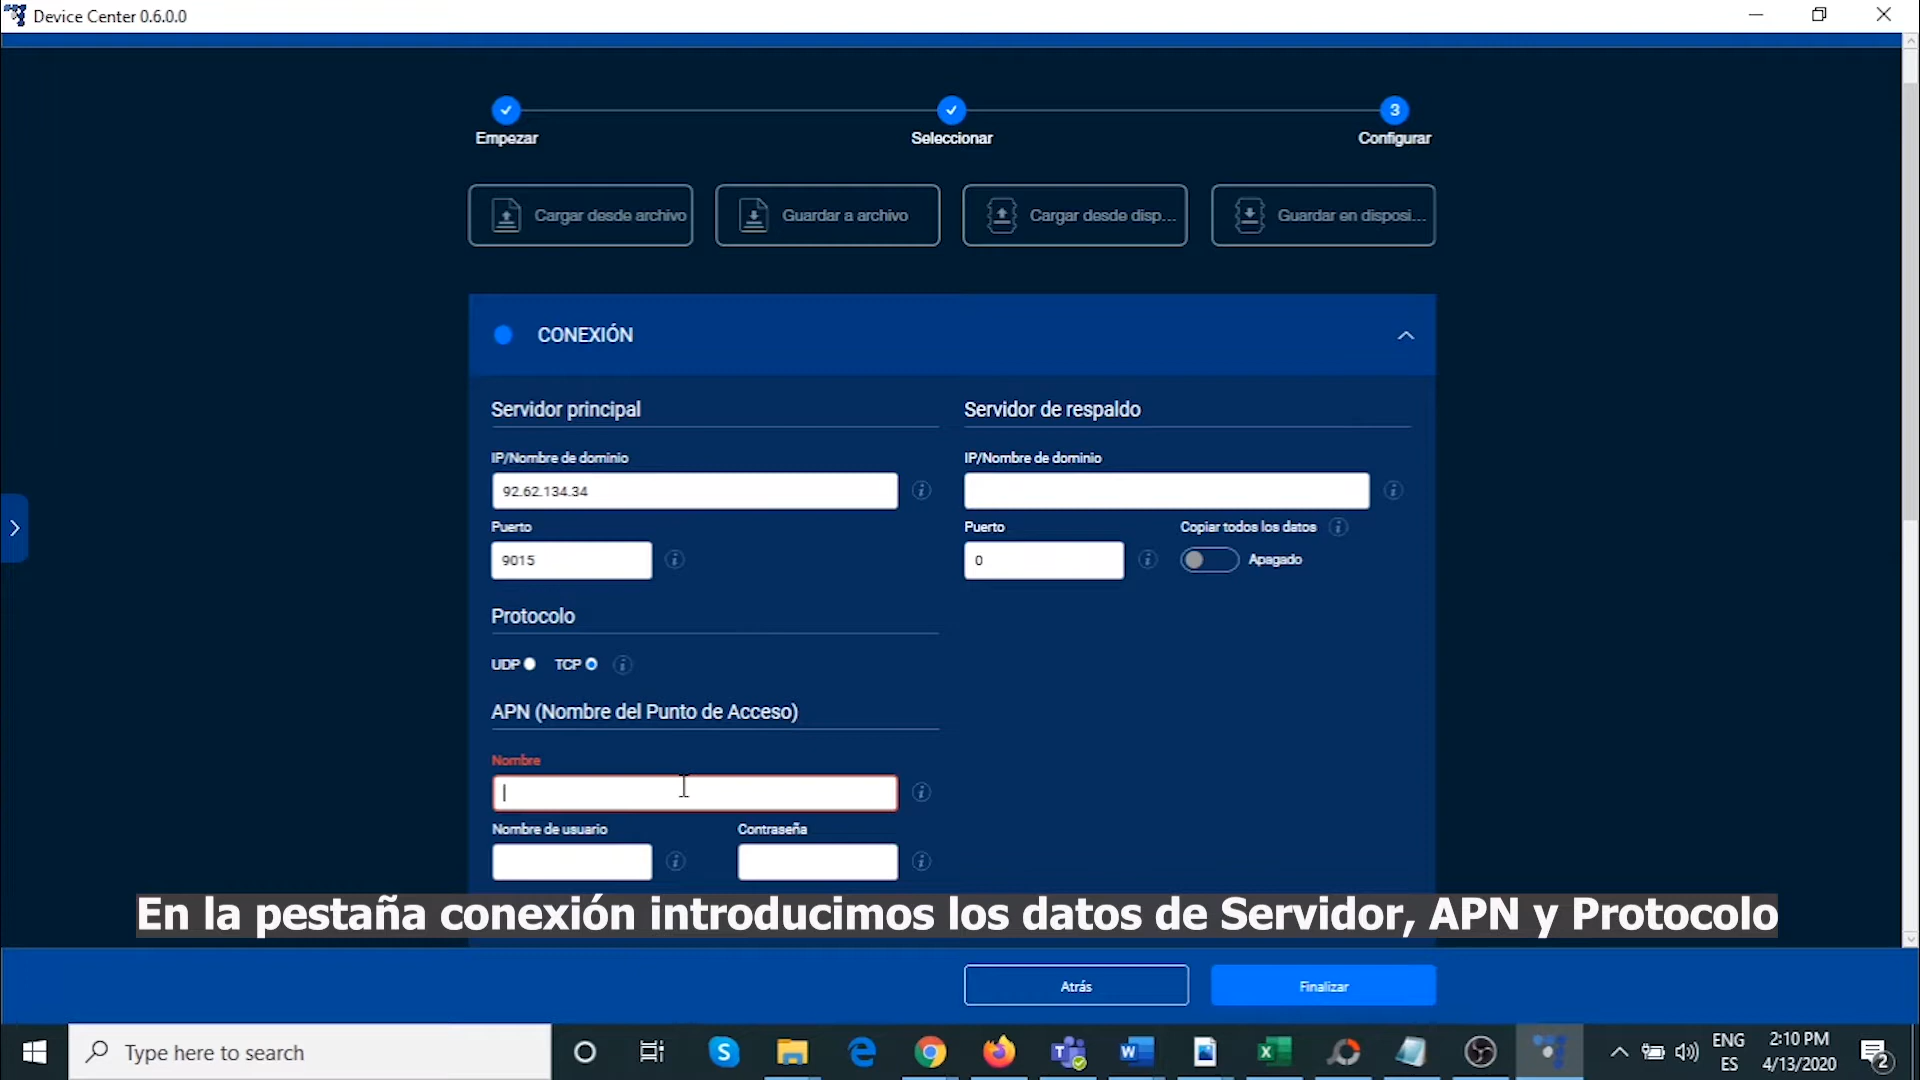 Device Center 0.6.0.0
3
Empezar
Seleccionar
Configurar
Cargar desde archivo
Guardar a archivo
Cargar desde disp...
Guardar en disposi...
CONEXIÓN
Servidor principal
Servidor de respaldo
IP/Nombre de dominio
IP/Nombre de dominio
92.62.134.34
Puerto
Puerto
Copiar todos los datos
9015
0
Apagado
Protocolo
UDP
TCP
APN (Nombre del Punto de Acceso)
Nombre
Nombre de usuario
Contraseña
En la pestaña conexión introducimos los datos de Servidor, APN y Protocolo
Atrás
Finalizar
Type here to search
ENG
ES
2:10 PM
4/13/2020
2